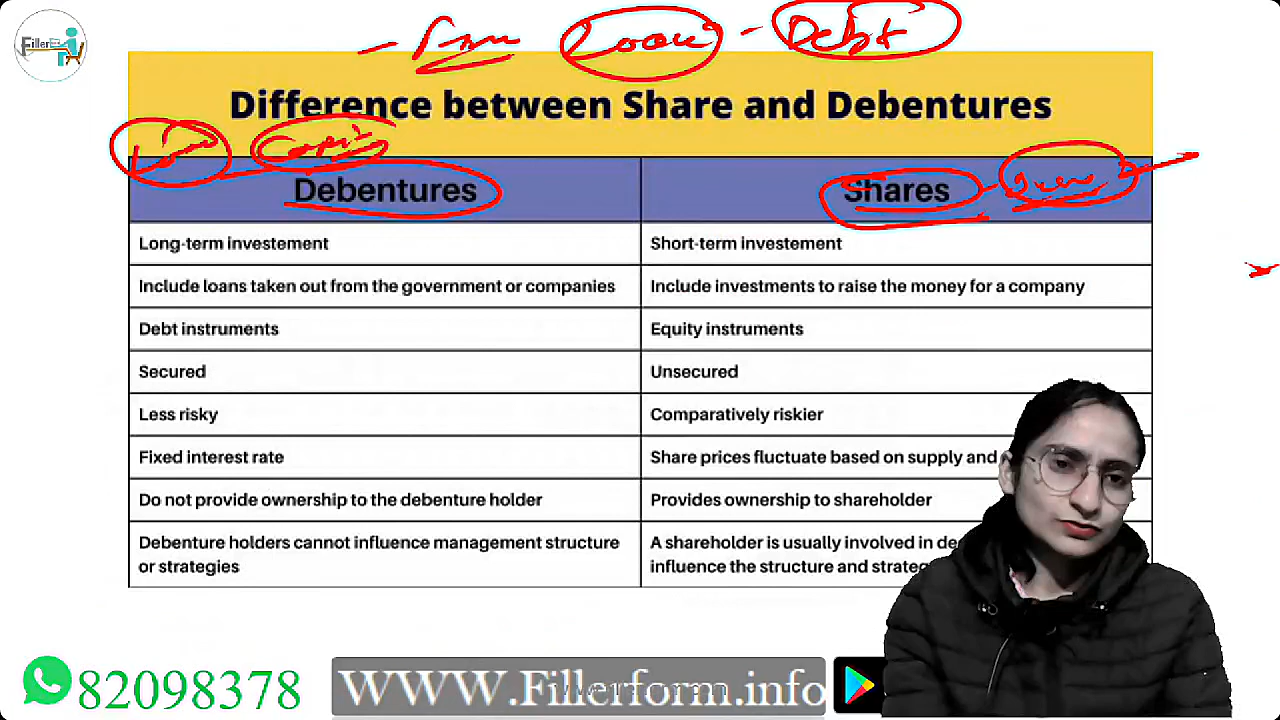 Filler
Loan - Debt
Difference between Share and Debentures
Debentures
Shares
Long-term investement
Short-term investement
Include loans taken out from the government or companies
Include investments to raise the money for a company
Debt instruments
Equity instruments
Secured
Unsecured
Less risky
Comparatively riskier
Fixed interest rate
Share prices fluctuate based on supply and
Do not provide ownership to the debenture holder
Provides ownership to shareholder
Debenture holders cannot influence management structure
or strategies
A shareholder is usually involved in
influence the structure and
82098378
WWW.Fillerform.info